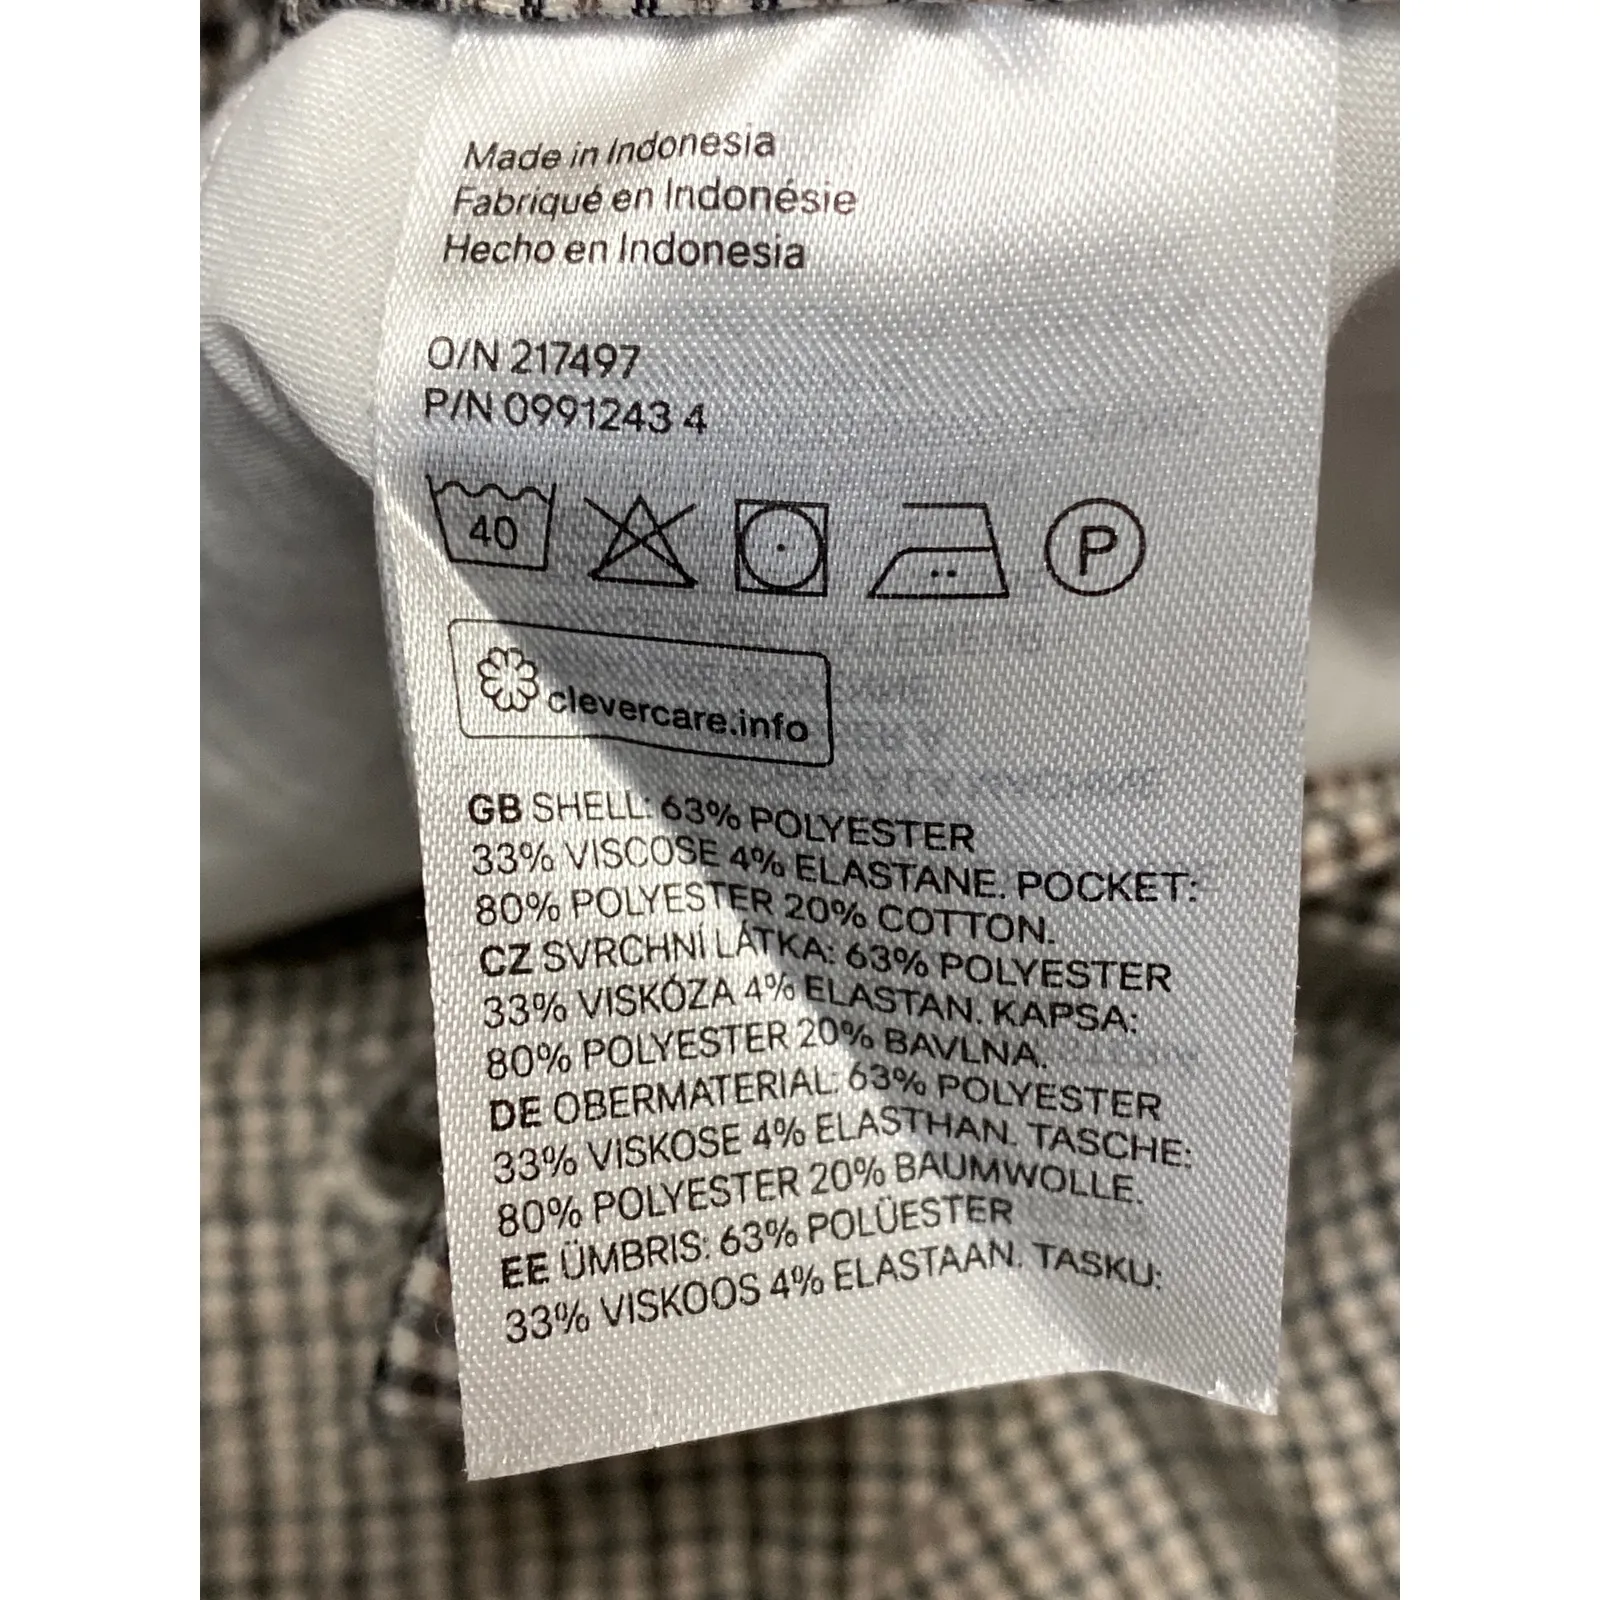 Made in Indonesia
Fabriqué en Indonésie
Hecho en Indonesia
O/N 217497
P/N 0991243 4
40
P
clevercare.info
GB SHELL: 63% POLYESTER
33% VISCOSE 4% ELASTANE. POCKET:
80% POLYESTER 20% COTTON.
CZ SVRCHNÍ LÁTKA: 63% POLYESTER
33% VISKÓZA 4% ELASTAN. KAPSA:
80% POLYESTER 20% BAVLNA.
DE OBERMATERIAL: 63% POLYESTER
33% VISKOSE 4% ELASTHAN. TASCHE:
80% POLYESTER 20% BAUMWOLLE.
EE ÜMBRIS: 63% POLÜESTER
33% VISKOOS 4% ELASTAAN. TASKU: